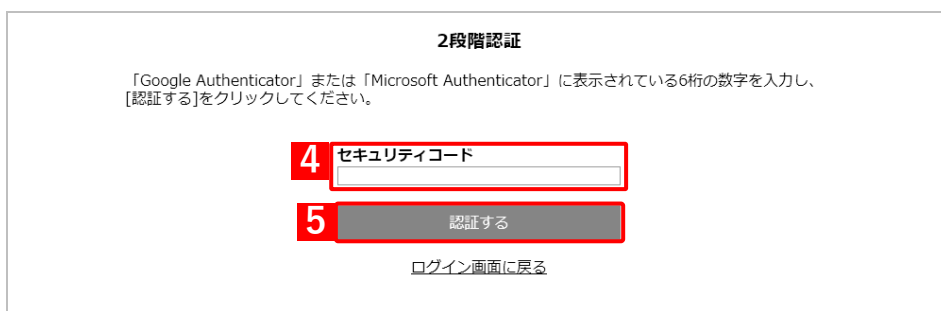 2段階認証
「Google Authenticator」または「Microsoft Authenticator」に表示されている6桁の数字を入力し、
[認証する]をクリックしてください。
4 セキュリティコード
5 認証する
ログイン画面に戻る